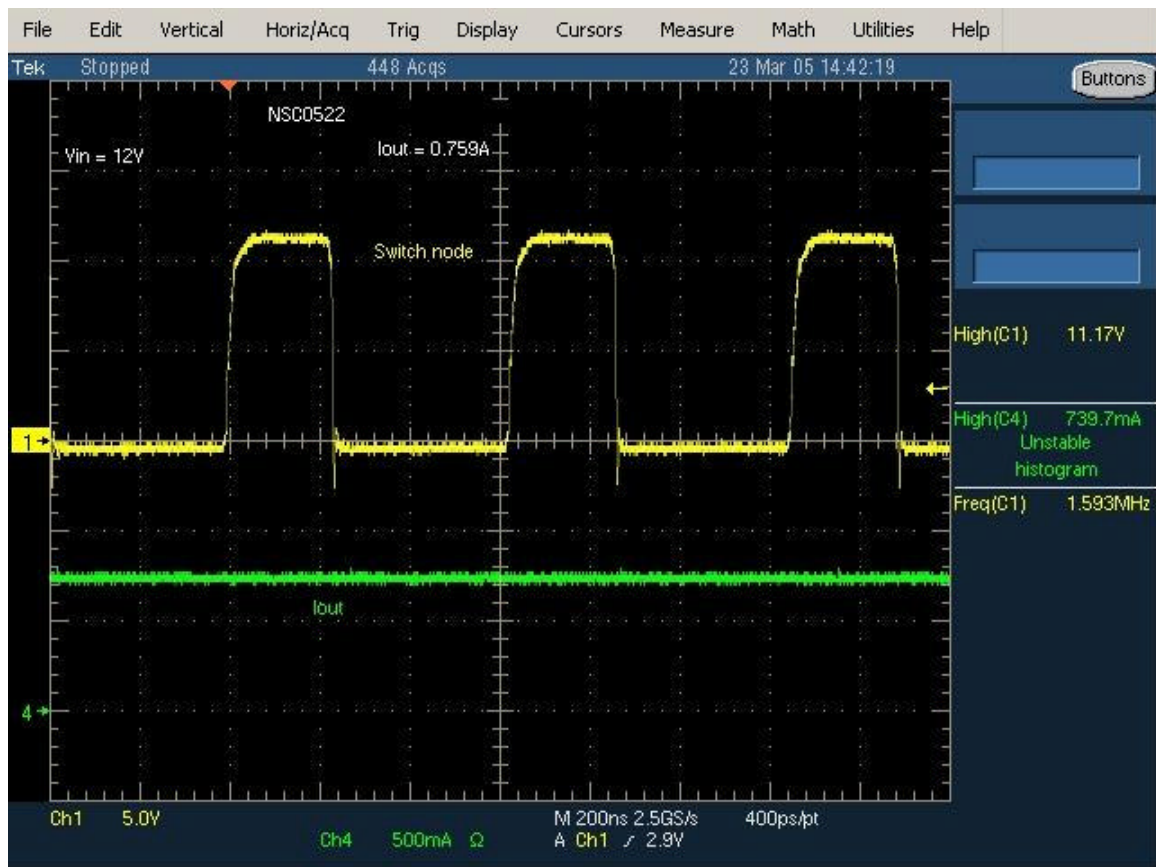 File Edit Vertical Horiz/Acq Trig Display Cursors Measure Math Utilities Help
Tek Stopped 448 Acqs 23 Mar 05 14:42:19
Buttons
NSC0522
Vin = 12V Iout = 0.759A
Switch node
High(C1) 11.17V
1
High(C4) 739.7mA
Unstable
histogram
Freq(C1) 1.593MHz
Iout
4
Ch1 5.0V M 200ns 2.5GS/s 400ps/pt
Ch4 500mA Ω A Ch1 2.9V